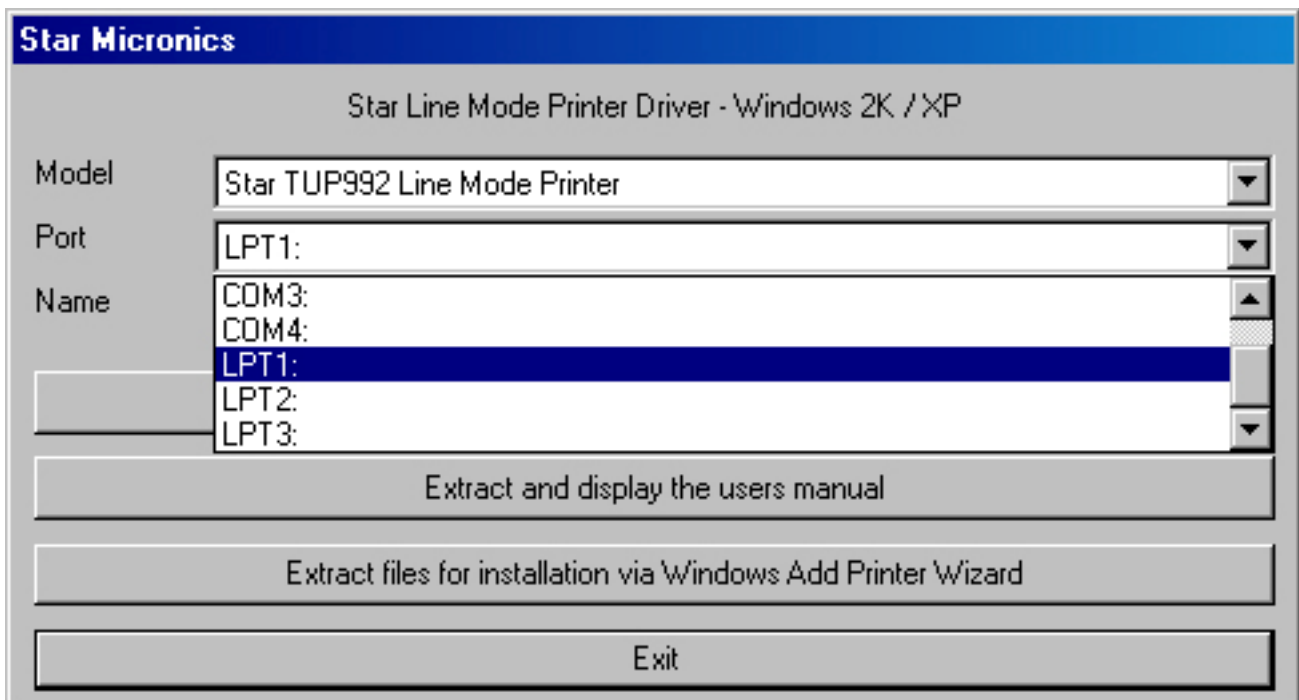 Star Micronics
Star Line Mode Printer Driver - Windows 2K / XP
Model
Star TUP992 Line Mode Printer
Port
LPT1:
Name
COM3:
COM4:
LPT1:
LPT2:
LPT3:
Extract and display the users manual
Extract files for installation via Windows Add Printer Wizard
Exit